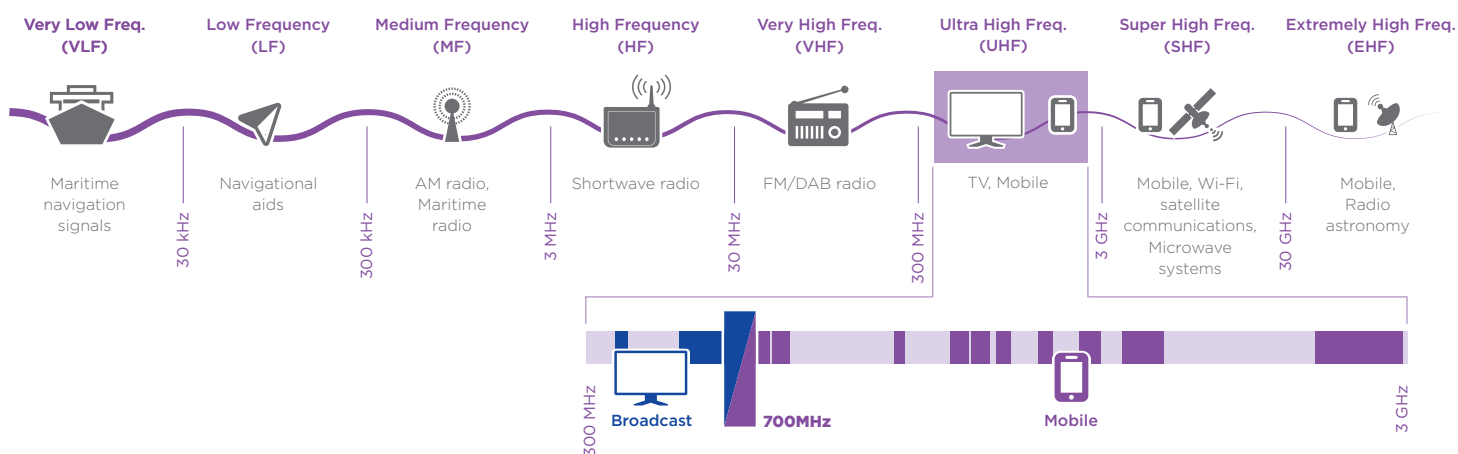 Very Low Freq.
(VLF)
Low Frequency
(LF)
Medium Frequency
(MF)
High Frequency
(HF)
Very High Freq.
(VHF)
Ultra High Freq.
(UHF)
Super High Freq.
(SHF)
Extremely High Freq.
(EHF)
Maritime
navigation
signals
30 kHz
Navigational
aids
300 kHz
AM radio,
Maritime
radio
3 MHz
Shortwave radio
30 MHz
FM/DAB radio
300 MHz
TV, Mobile
3 GHz
Mobile, Wi-Fi,
satellite
communications,
Microwave
systems
30 GHz
Mobile,
Radio
astronomy
300 MHz
Broadcast
700MHz
Mobile
3 GHz